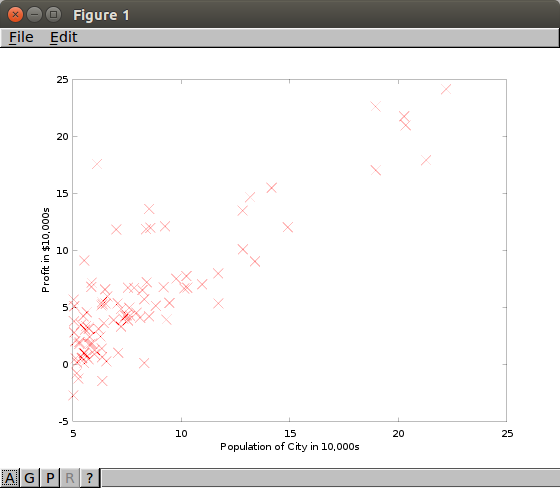 Figure 1
File Edit
25
20
15
10
5
0
-5
Profit in $10,000s
5 10 15 20 25
Population of City in 10,000s
A G P R ?